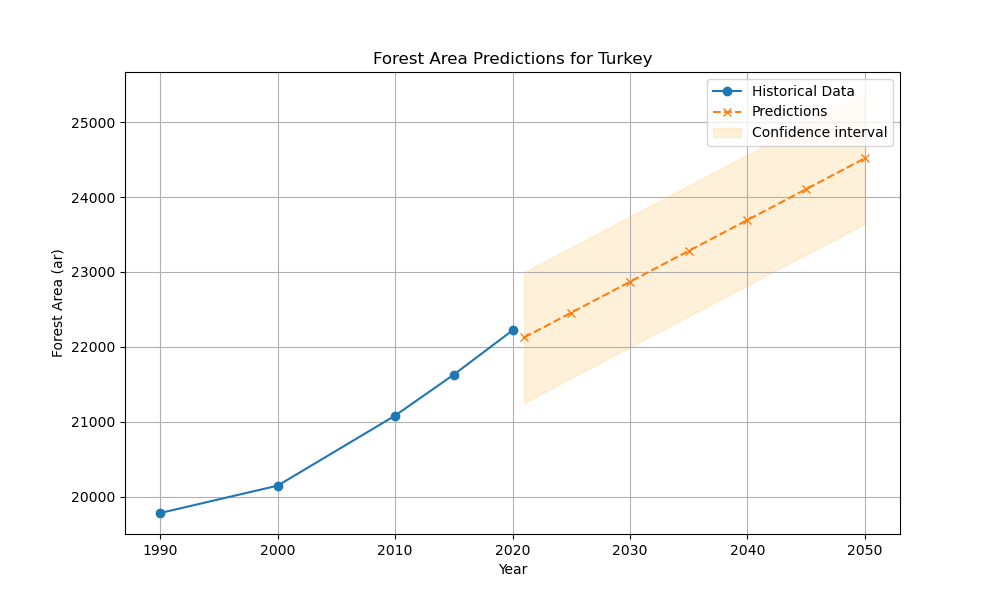 Forest Area Predictions for Turkey
Historical Data
Predictions
Confidence interval
25000
24000
23000
22000
21000
20000
Forest Area (ar)
1990 2000 2010 2020 2030 2040 2050
Year